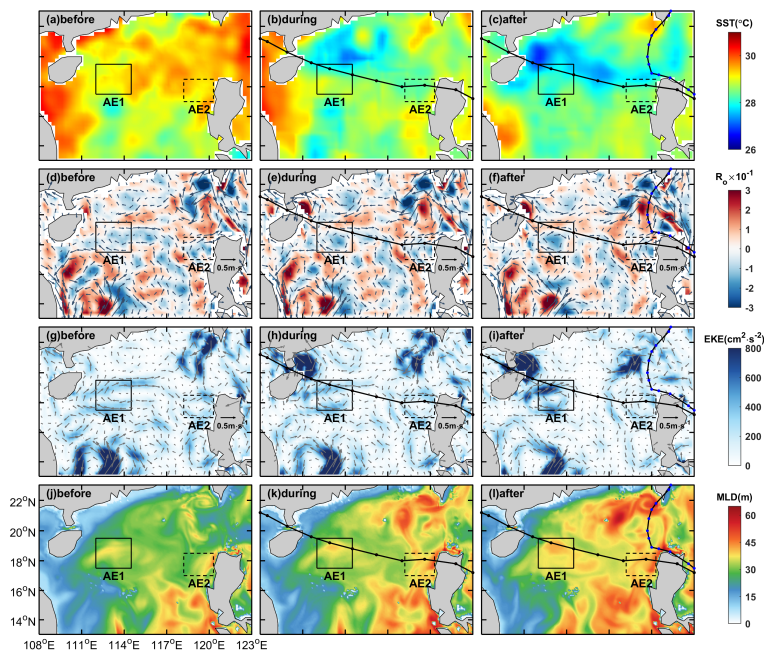 (a)before (b)during (c)after SST(°C)
30
28
26
AE1 AE2 AE1 AE2 AE1 AE2
(d)before (e)during (f)after Ro×10-1
3
2
1
0
-1
-2
-3
AE1 AE2 AE1 AE2 AE1 AE2
0.5m·s-1 0.5m·s-1 0.5m·s-1
(g)before (h)during (i)after EKE(cm2·s-2)
800
600
400
200
0
AE1 AE2 AE1 AE2 AE1 AE2
0.5m·s-1 0.5m·s-1 0.5m·s-1
(j)before (k)during (l)after MLD(m)
60
45
30
15
0
AE1 AE2 AE1 AE2 AE1 AE2
22°N
20°N
18°N
16°N
14°N
108°E 111°E 114°E 117°E 120°E 123°E